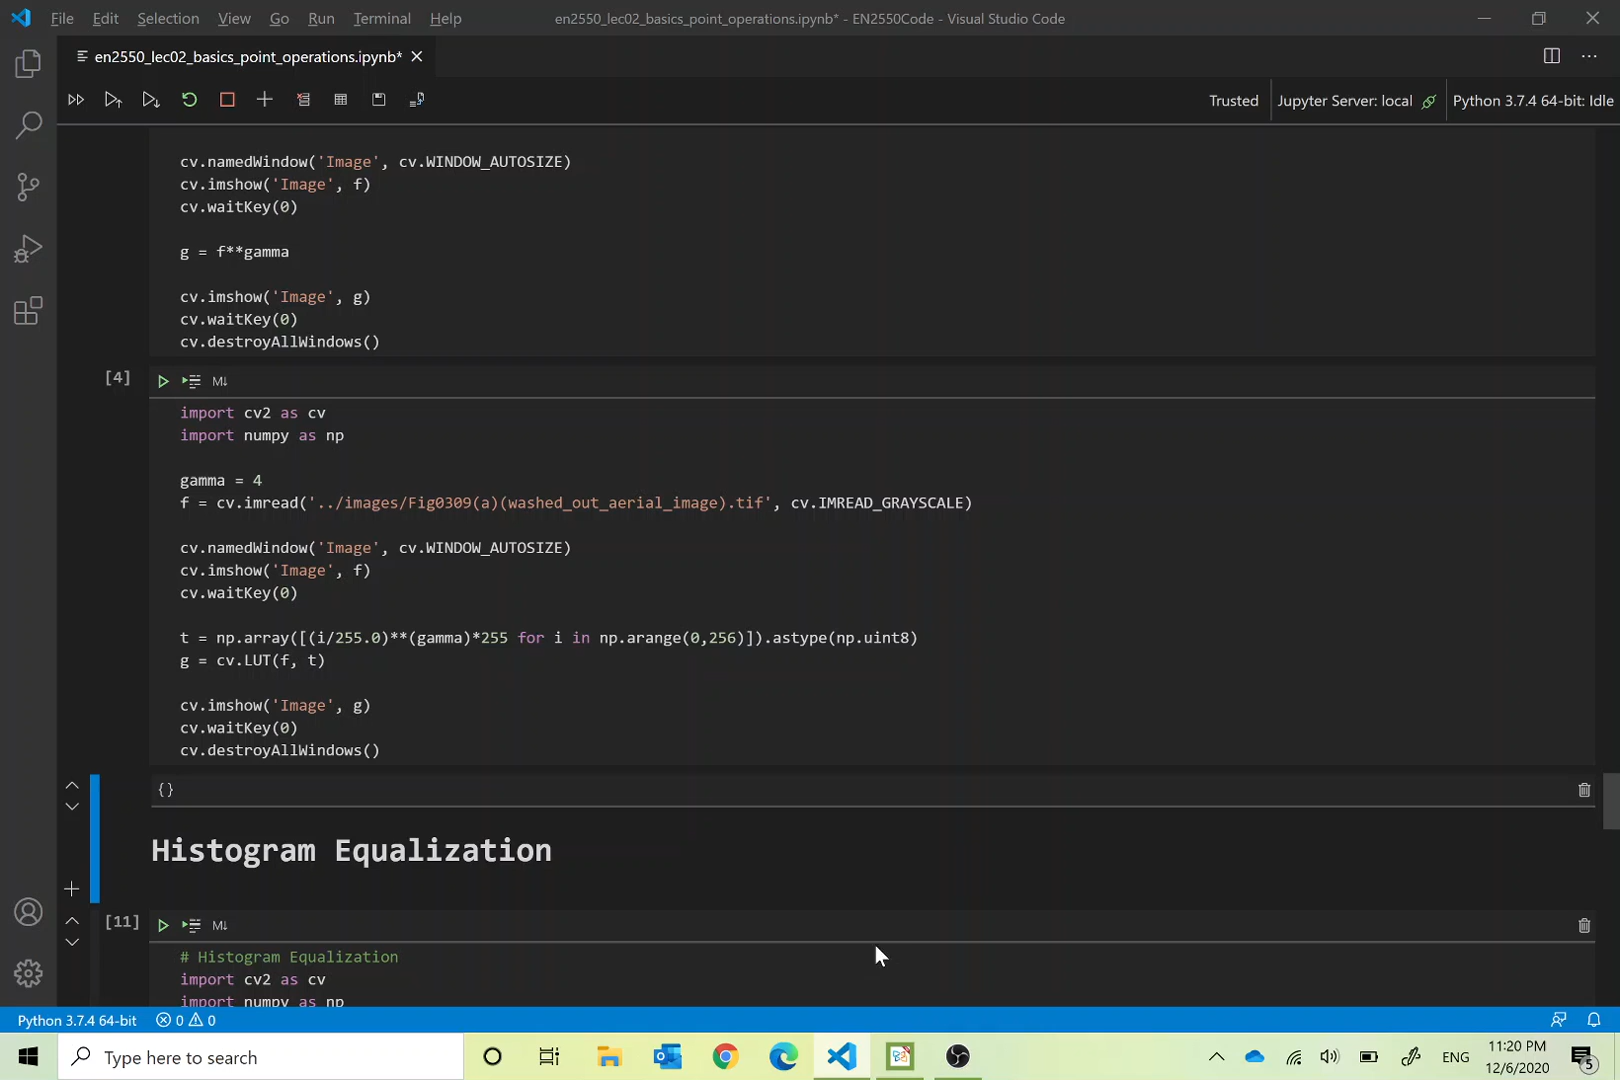 File Edit Selection View Go Run Terminal Help en2550_lec02_basics_point_operations.ipynb* - EN2550Code - Visual Studio Code
en2550_lec02_basics_point_operations.ipynb*
Trusted Jupyter Server: local Python 3.7.4 64-bit: Idle
cv.namedWindow('Image', cv.WINDOW_AUTOSIZE)
cv.imshow('Image', f)
cv.waitKey(0)
g = f**gamma
cv.imshow('Image', g)
cv.waitKey(0)
cv.destroyAllWindows()
[4] M↓
import cv2 as cv
import numpy as np
gamma = 4
f = cv.imread('../images/Fig0309(a)(washed_out_aerial_image).tif', cv.IMREAD_GRAYSCALE)
cv.namedWindow('Image', cv.WINDOW_AUTOSIZE)
cv.imshow('Image', f)
cv.waitKey(0)
t = np.array([(i/255.0)**(gamma)*255 for i in np.arange(0,256)]).astype(np.uint8)
g = cv.LUT(f, t)
cv.imshow('Image', g)
cv.waitKey(0)
cv.destroyAllWindows()
{}
Histogram Equalization
[11] M↓
# Histogram Equalization
import cv2 as cv
import numpy as np
Python 3.7.4 64-bit 0 0
Type here to search
ENG
11:20 PM
12/6/2020
5